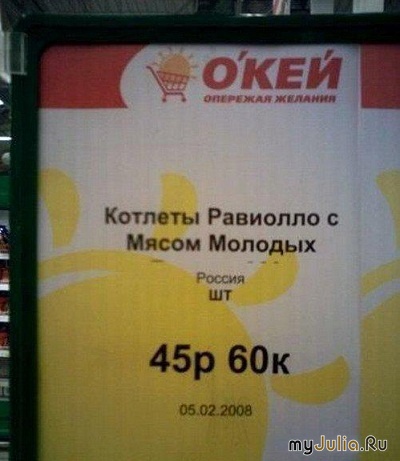 О'КЕЙ
ОПЕРЕЖАЯ ЖЕЛАНИЯ
Котлеты Равиолло с
Мясом Молодых
Россия
шт
45р 60к
05.02.2008
myJulia.Ru